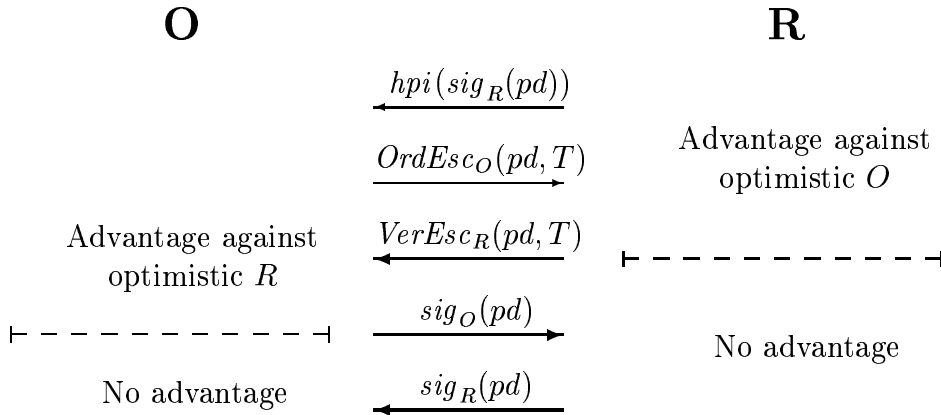 O R
hpi(sig_R(pd))
Advantage against
optimistic O
OrdEsc_O(pd, T)
Advantage against
optimistic R
VerEsc_R(pd, T)
sig_O(pd)
No advantage
No advantage
sig_R(pd)